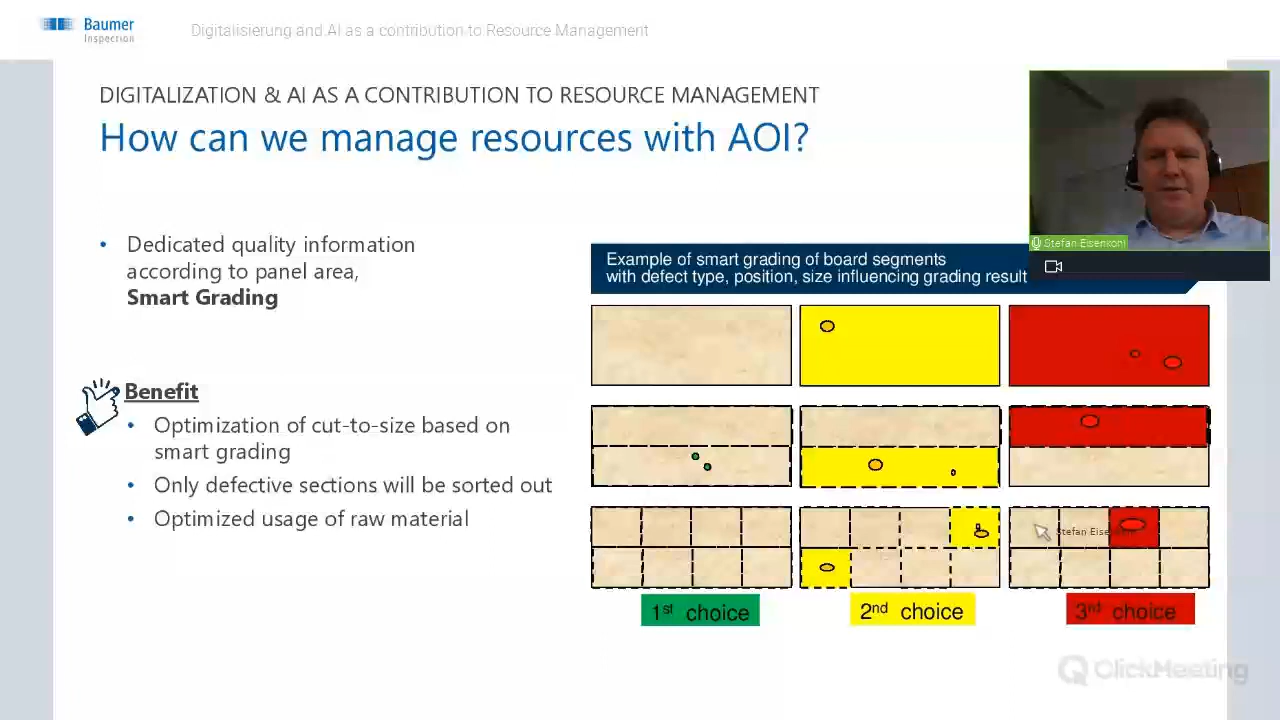 Baumer
Inspection
Digitalisierung and AI as a contribution to Resource Management
DIGITALIZATION & AI AS A CONTRIBUTION TO RESOURCE MANAGEMENT
How can we manage resources with AOI?
• Dedicated quality information
according to panel area,
Smart Grading
Benefit
• Optimization of cut-to-size based on
smart grading
• Only defective sections will be sorted out
• Optimized usage of raw material
Stefan Eisenkoni
Example of smart grading of board segments
with defect type, position, size influencing grading result
1st choice
2nd choice
3rd choice
ClickMeeting